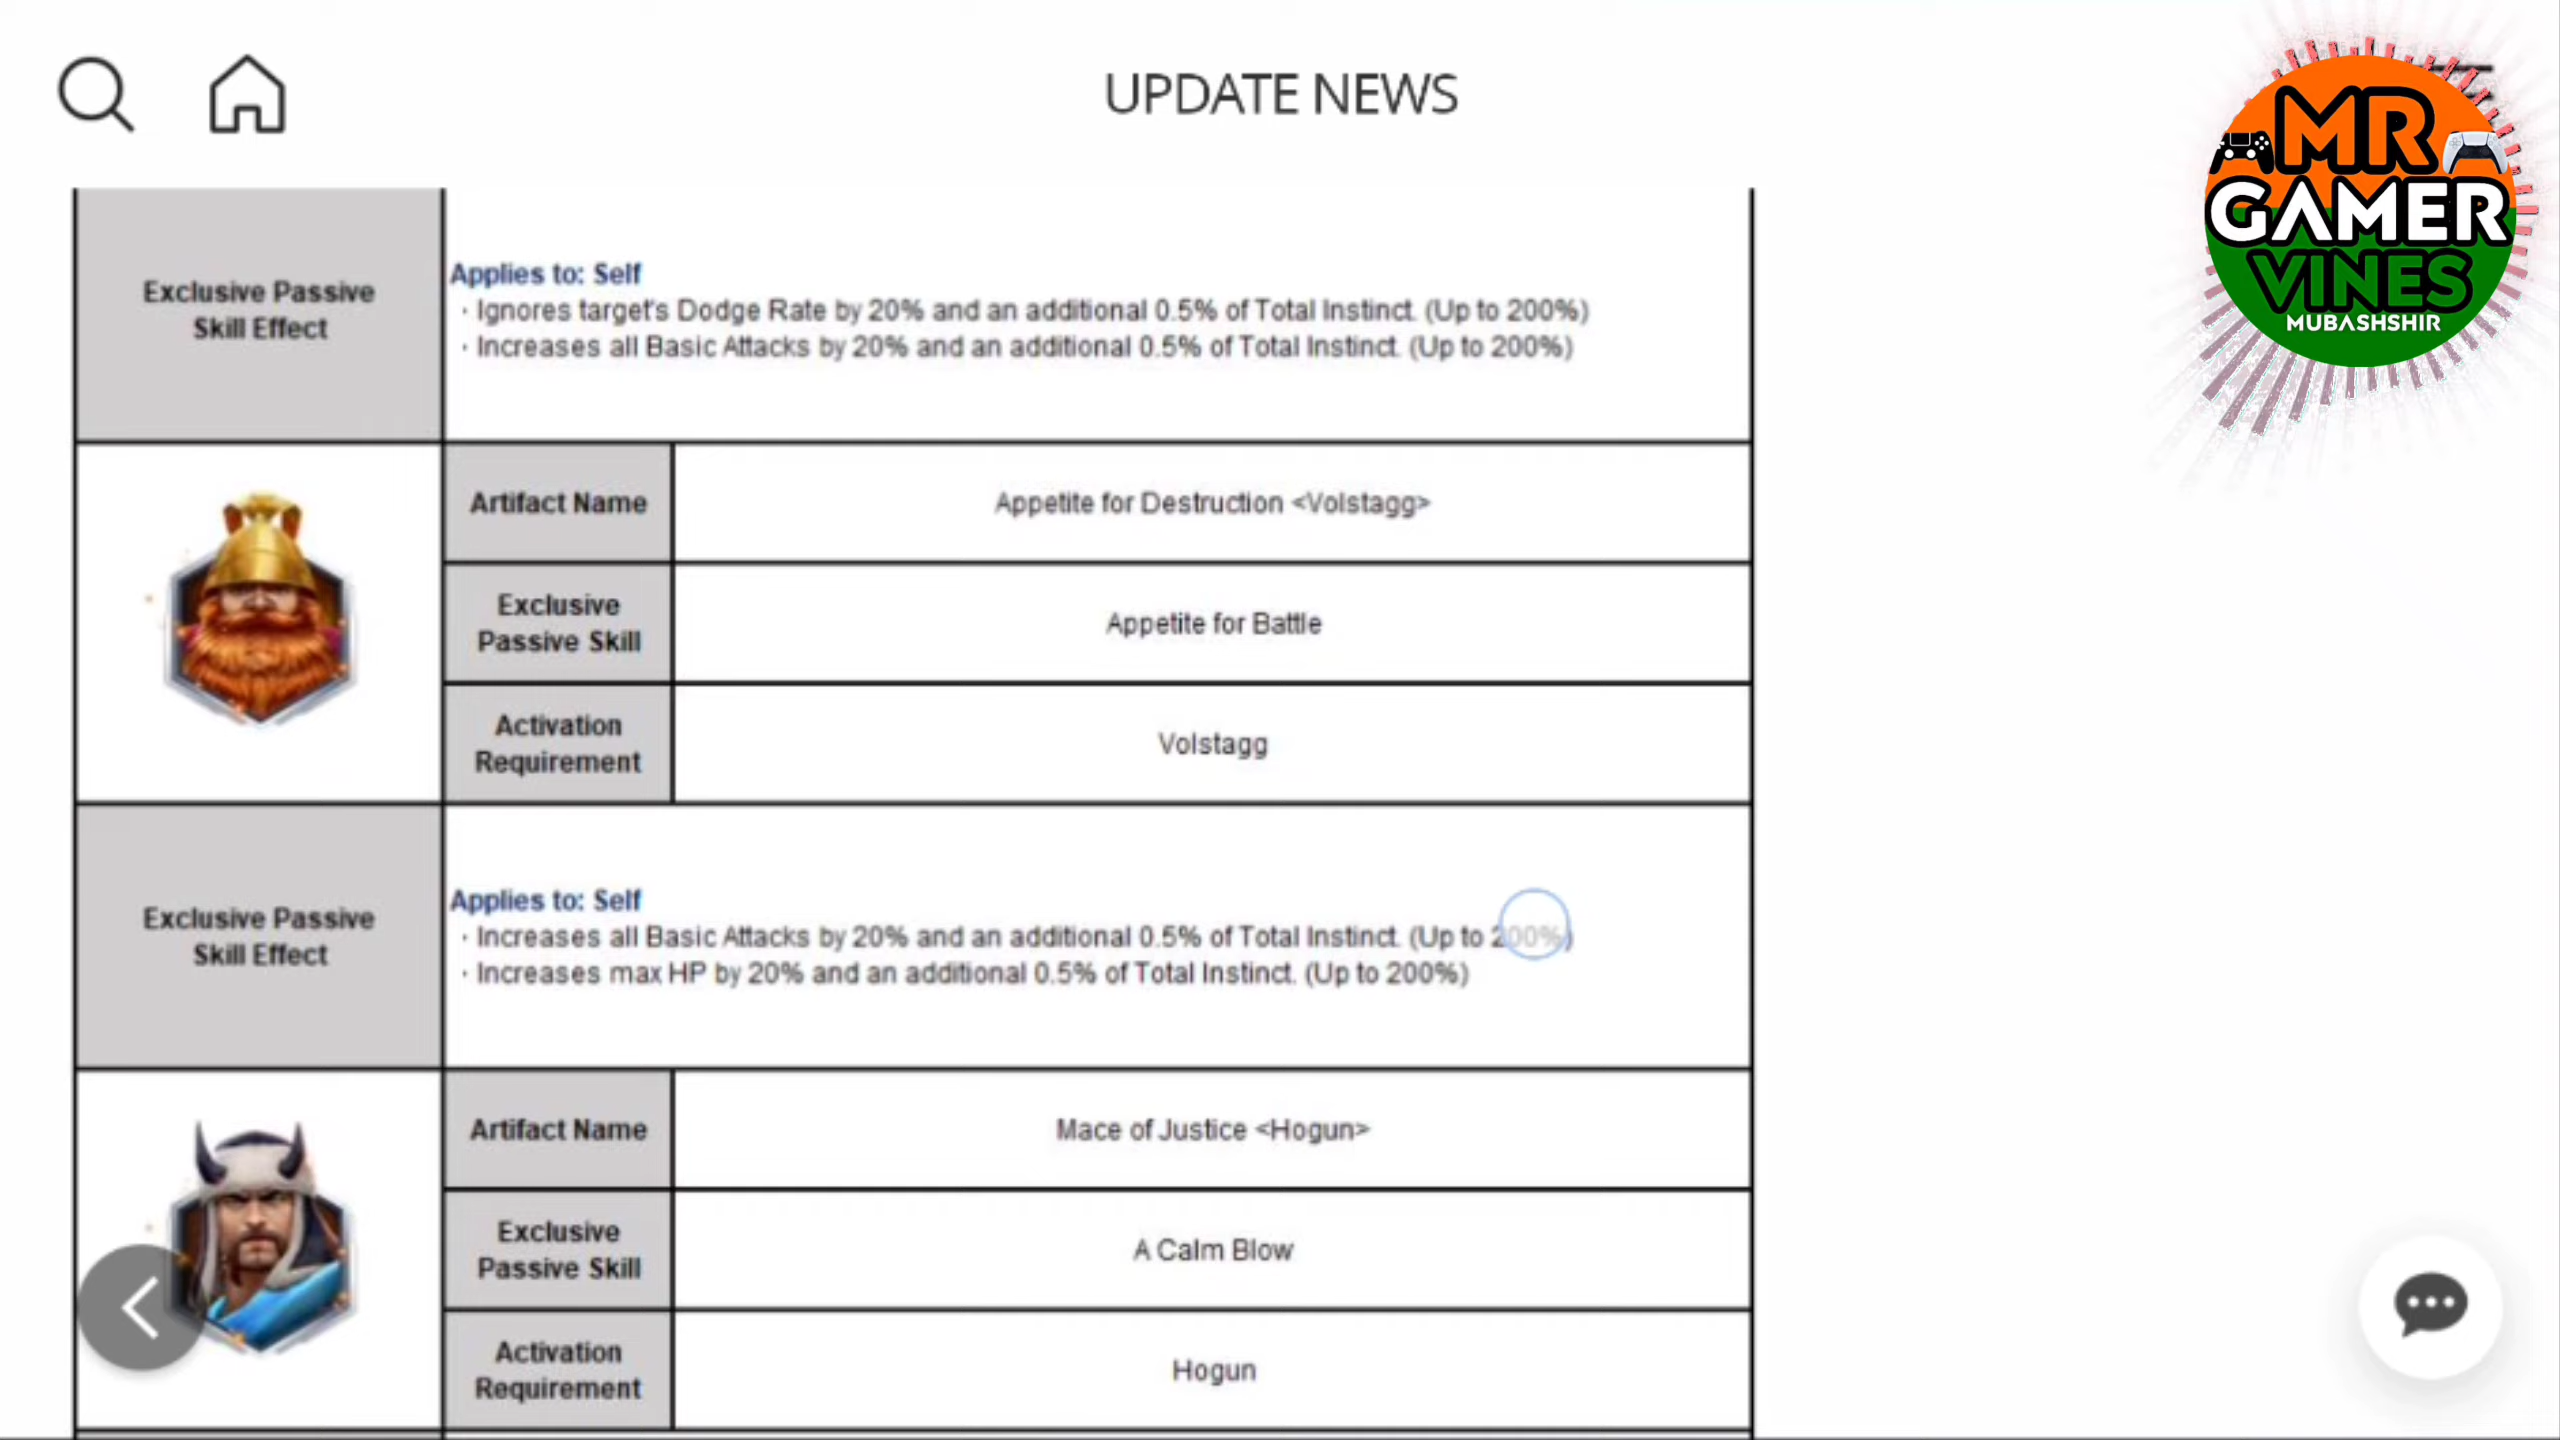 UPDATE NEWS
MR
GAMER
VINES
MUBASHSHIR
Exclusive Passive
Skill Effect
Applies to: Self
· Ignores target's Dodge Rate by 20% and an additional 0.5% of Total Instinct. (Up to 200%)
· Increases all Basic Attacks by 20% and an additional 0.5% of Total Instinct. (Up to 200%)
Artifact Name
Appetite for Destruction <Volstagg>
Exclusive
Passive Skill
Appetite for Battle
Activation
Requirement
Volstagg
Exclusive Passive
Skill Effect
Applies to: Self
· Increases all Basic Attacks by 20% and an additional 0.5% of Total Instinct. (Up to 200%)
· Increases max HP by 20% and an additional 0.5% of Total Instinct. (Up to 200%)
Artifact Name
Mace of Justice <Hogun>
Exclusive
Passive Skill
A Calm Blow
Activation
Requirement
Hogun